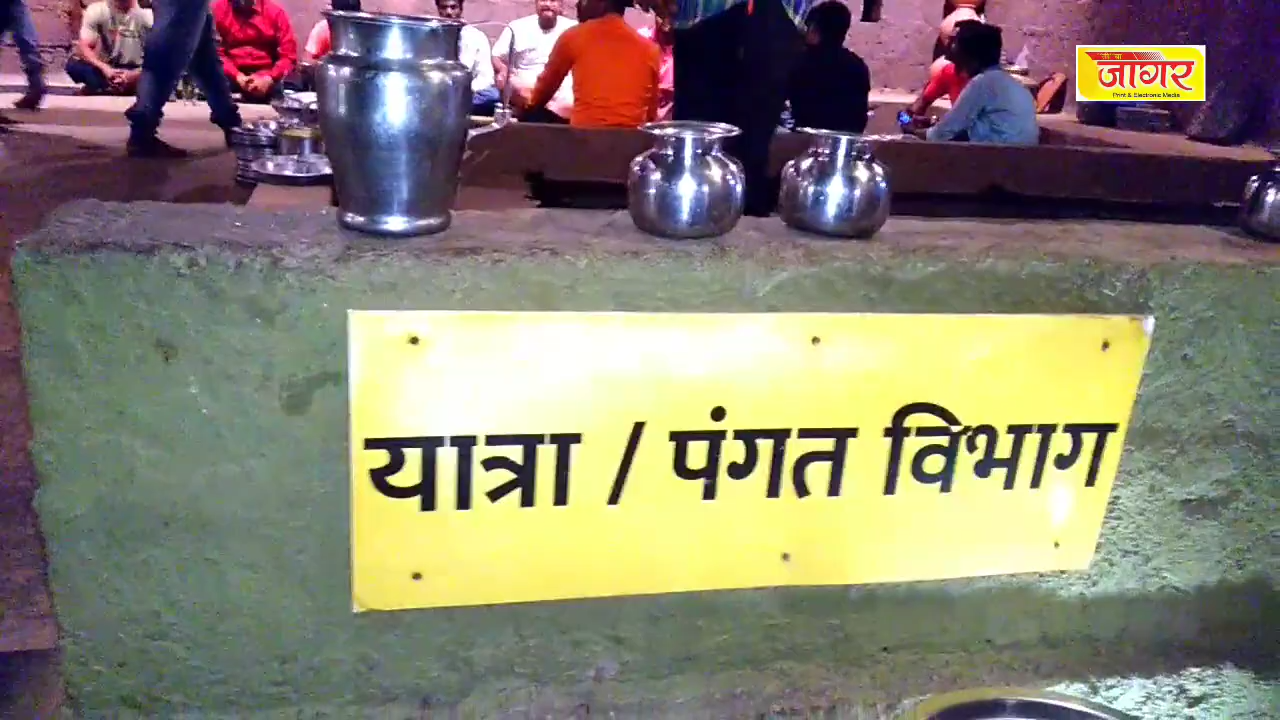 जागर
Print & Electronic Media
यात्रा / पंगत विभाग